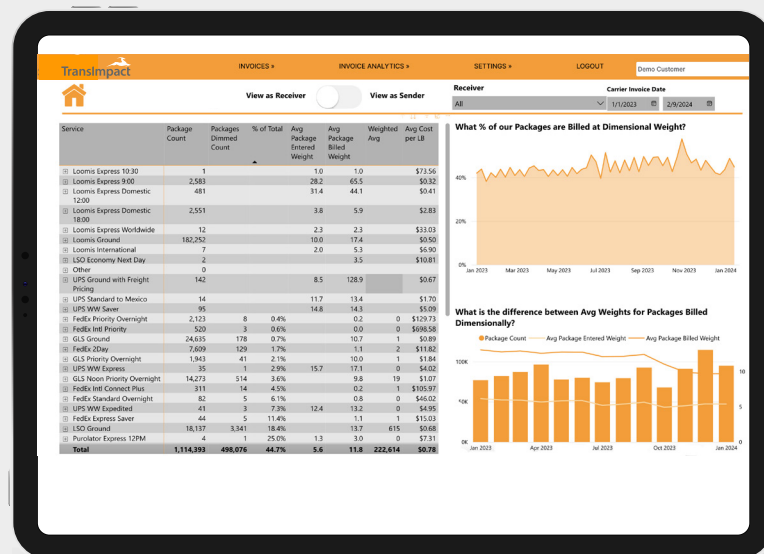 TransImpact
INVOICES »
INVOICE ANALYTICS »
SETTINGS »
LOGOUT
Demo Customer
View as Receiver
View as Sender
Receiver
All
Carrier Invoice Date
1/1/2023
2/9/2024
Service Package Count Packages Dimmed Count % of Total Avg Package Entered Weight Avg Package Billed Weight Weighted Avg Avg Cost per LB
Loomis Express 10:30 1 1.0 1.0 $73.56
Loomis Express 9:00 2,583 28.2 65.5 $0.32
Loomis Express Domestic 12:00 481 31.4 44.1 $0.41
Loomis Express Domestic 18:00 2,551 3.8 5.9 $2.83
Loomis Express Worldwide 12 2.3 2.3 $33.03
Loomis Ground 182,252 10.0 17.4 $0.50
Loomis International 7 2.0 5.3 $6.90
LSO Economy Next Day 2 3.5 $10.81
Other 0
UPS Ground with Freight Pricing 142 8.5 128.9 $0.67
UPS Standard to Mexico 14 11.7 13.4 $1.70
UPS WW Saver 95 14.8 14.3 $5.09
FedEx Priority Overnight 2,123 8 0.4% 0.2 0 $129.73
FedEx Intl Priority 520 3 0.6% 0.0 0 $698.58
GLS Ground 24,635 178 0.7% 10.7 1 $0.89
FedEx 2Day 7,609 129 1.7% 1.1 2 $11.82
GLS Priority Overnight 1,943 41 2.1% 10.0 1 $1.84
UPS WW Express 35 1 2.9% 15.7 17.1 0 $4.02
GLS Noon Priority Overnight 14,273 514 3.6% 9.8 19 $1.07
FedEx Intl Connect Plus 311 14 4.5% 0.2 1 $105.97
FedEx Standard Overnight 82 5 6.1% 0.8 0 $46.02
UPS WW Expedited 41 3 7.3% 12.4 13.2 0 $4.95
FedEx Express Saver 44 5 11.4% 1.1 1 $15.03
LSO Ground 18,137 3,341 18.4% 13.7 615 $0.68
Purolator Express 12PM 4 1 25.0% 1.3 3.0 0 $7.31
Total 1,114,393 498,076 44.7% 5.6 11.8 222,614 $0.78
What % of our Packages are Billed at Dimensional Weight?
40%
20%
0%
Jan 2023 Mar 2023 May 2023 Jul 2023 Sep 2023 Nov 2023 Jan 2024
What is the difference between Avg Weights for Packages Billed
Dimensionally?
Package Count Avg Package Entered Weight Avg Package Billed Weight
100K
50K
0K
10
5
0
Jan 2023 Apr 2023 Jul 2023 Oct 2023 Jan 2024